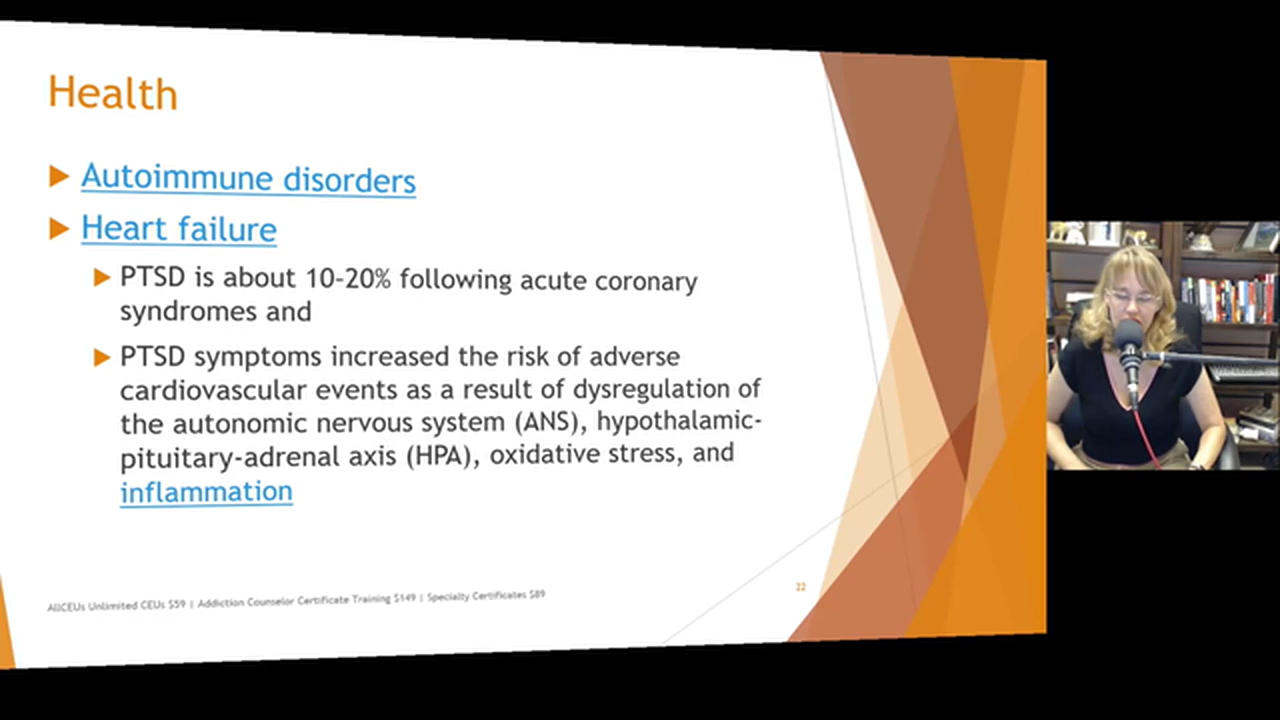 Health
Autoimmune disorders
Heart failure
PTSD is about 10-20% following acute coronary
syndromes and
PTSD symptoms increased the risk of adverse
cardiovascular events as a result of dysregulation of
the autonomic nervous system (ANS), hypothalamic-
pituitary-adrenal axis (HPA), oxidative stress, and
inflammation
AllCEUs Unlimited CEUs $59 | Addiction Counselor Certificate Training $149 | Specialty Certificates $89
22